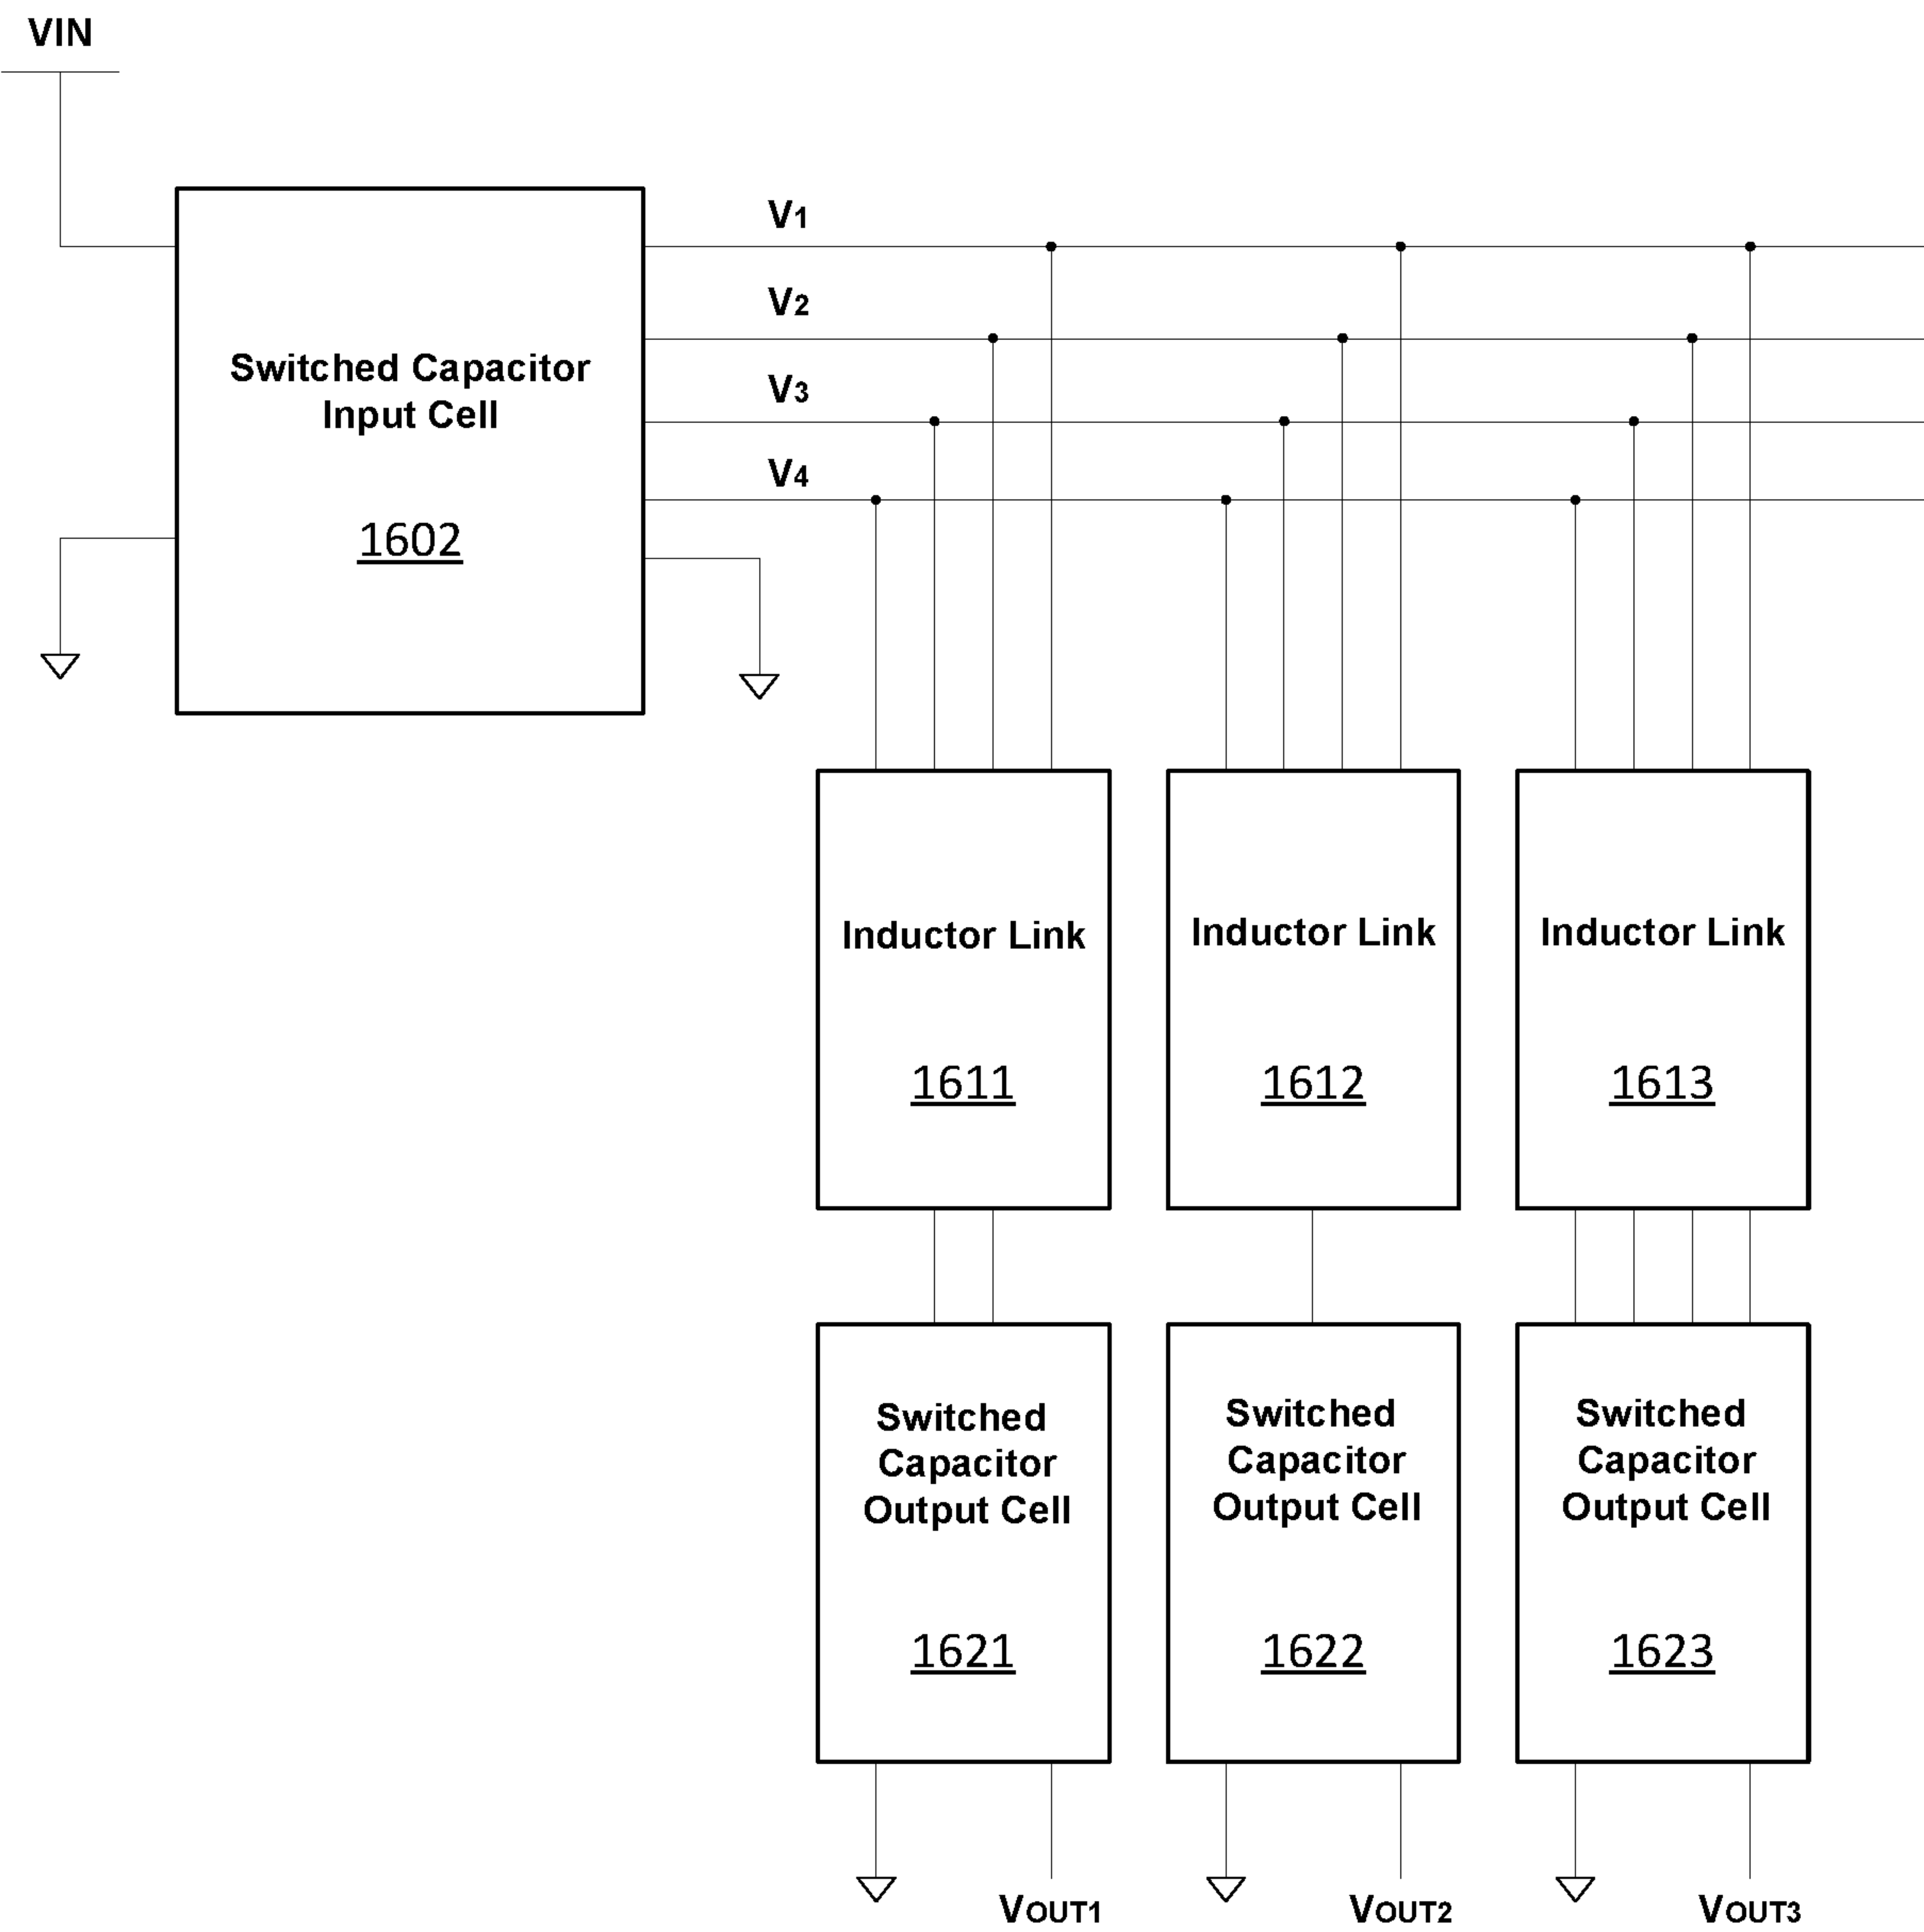 VIN
V1
V2
Switched Capacitor
Input Cell
V3
V4
1602
Inductor Link
Inductor Link
Inductor Link
1611
1612
1613
Switched
Capacitor
Output Cell
Switched
Capacitor
Output Cell
Switched
Capacitor
Output Cell
1621
1622
1623
VOUT1
VOUT2
VOUT3